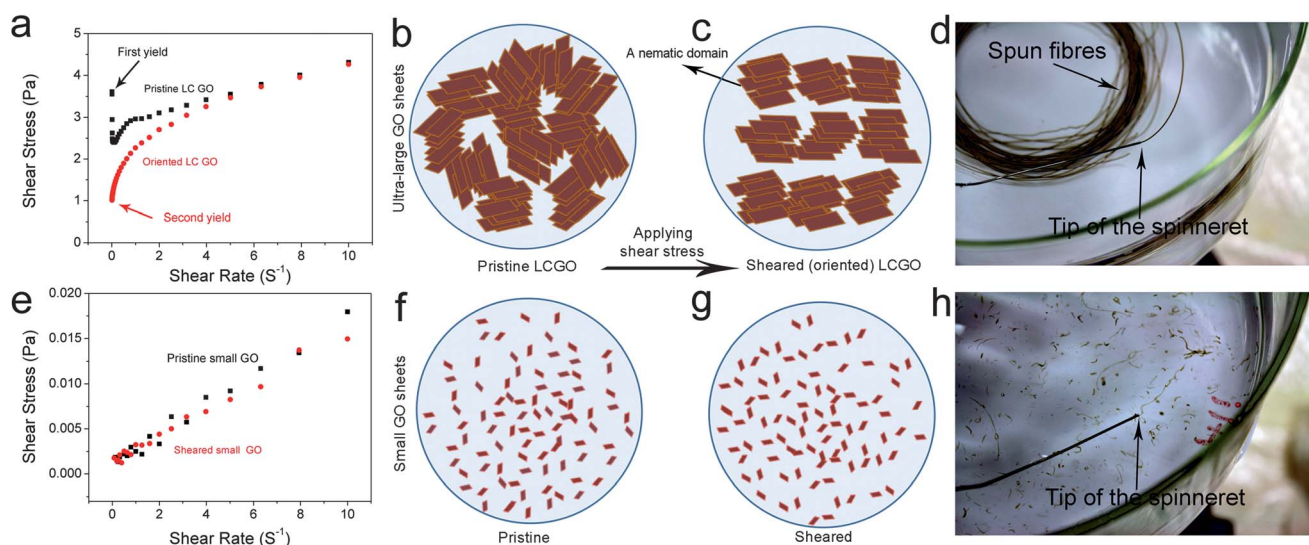 a
5
4
3
2
1
0
Shear Stress (Pa)
First yield
Pristine LC GO
Oriented LC GO
Second yield
0 2 4 6 8 10
Shear Rate (S⁻¹)
b
Ultra-large GO sheets
Pristine LCGO
Applying
shear stress
c
A nematic
domain
Sheared (oriented) LCGO
d
Spun fibres
Tip of the spinneret
e
0.020
0.015
0.010
0.005
0.000
Shear Stress (Pa)
Pristine small GO
Sheared small GO
0 2 4 6 8 10
Shear Rate (S⁻¹)
f
Small GO sheets
Pristine
g
Sheared
h
Tip of the spinneret